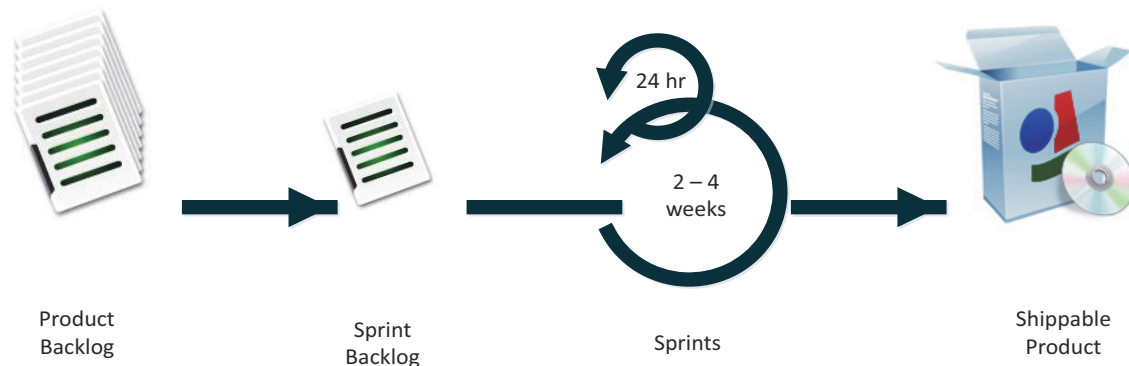 24 hr
2 – 4
weeks
Product
Backlog
Sprint
Backlog
Sprints
Shippable
Product